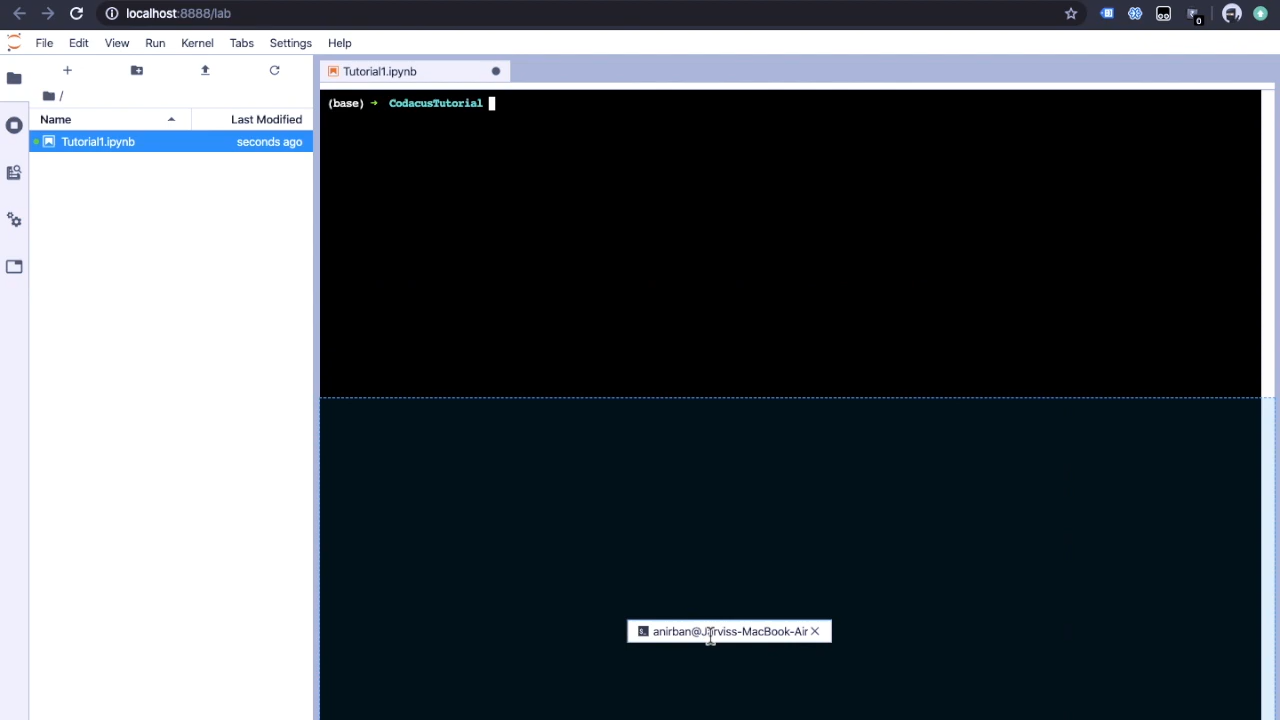 localhost:8888/lab
0
File Edit View Run Kernel Tabs Settings Help
Tutorial1.ipynb
/
(base) → CodacusTutorial
Name Last Modified
Tutorial1.ipynb seconds ago
anirban@Jarviss-MacBook-Air